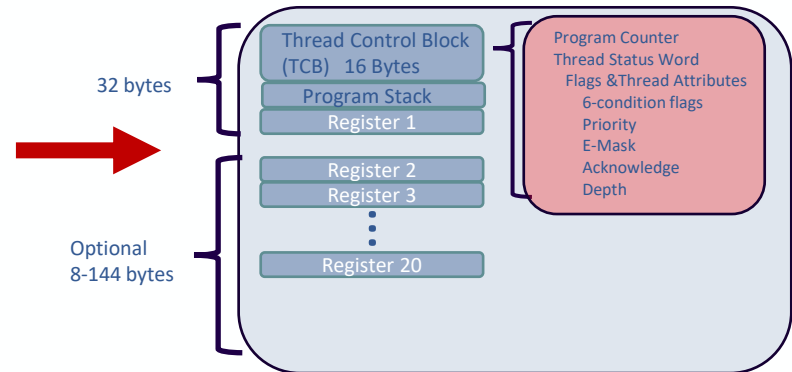 32 bytes
Thread Control Block
(TCB)  16 Bytes
Program Stack
Register 1
Register 2
Register 3
Register 20
Optional
8-144 bytes
Program Counter
Thread Status Word
Flags &Thread Attributes
6-condition flags
Priority
E-Mask
Acknowledge
Depth